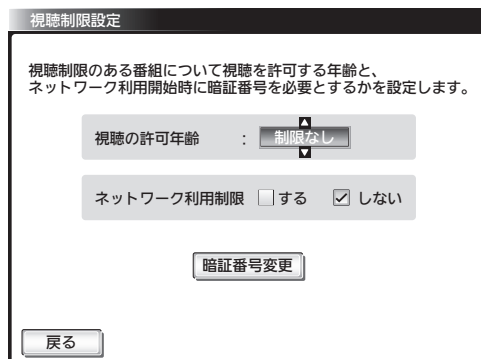 視聴制限設定
視聴制限のある番組について視聴を許可する年齢と、
ネットワーク利用開始時に暗証番号を必要とするかを設定します。
視聴の許可年齢 : 制限なし
ネットワーク利用制限 する しない
暗証番号変更
戻る